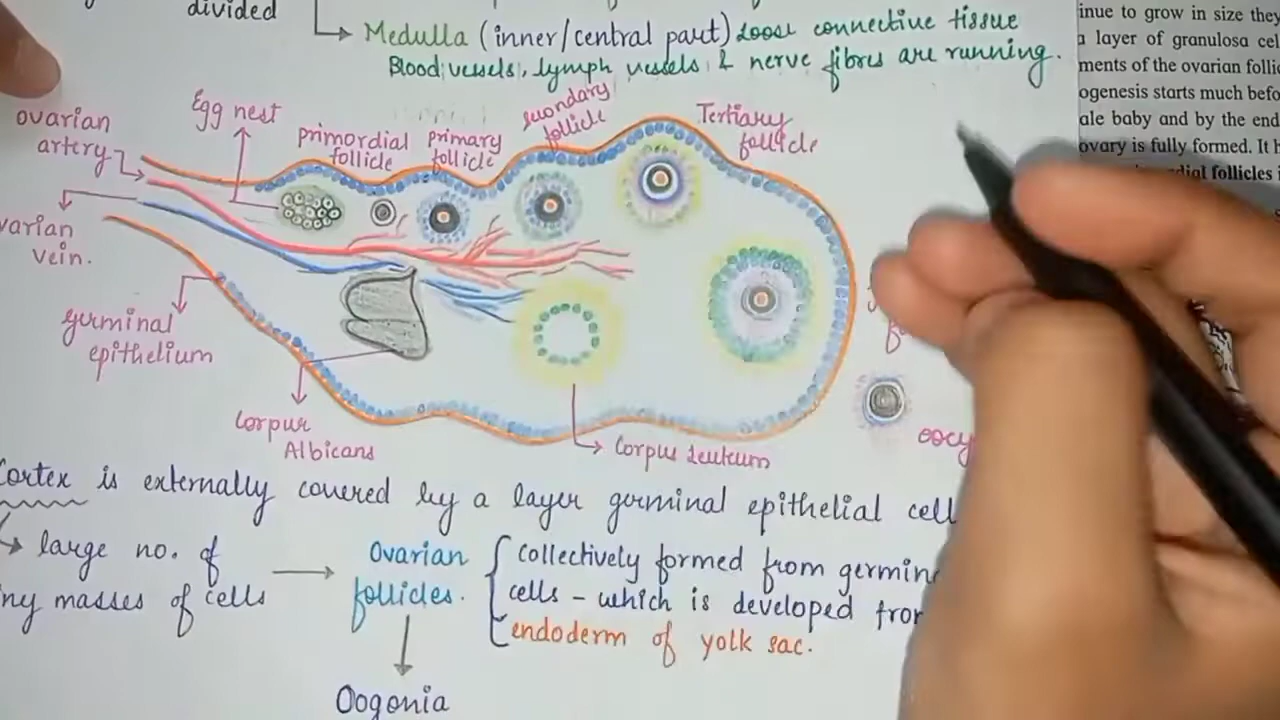 divided
Medulla (inner/central part) Loose connective tissue
Blood vessels, lymph vessels & nerve fibres are running.
inue to grow in size they
a layer of granulosa cel
ments of the ovarian follic
ogenesis starts much befo
ale baby and by the end
ovary is fully formed. It h
dial follicles i
ovarian
artery
Egg nest
primordial
follicle
primary
follicle
secondary
follicle
Tertiary
follicle
varian
vein.
germinal
epithelium
Corpur
Albicans
Corpus Leutum
oocy
Cortex is externally covered by a layer germinal epithelial cell
large no. of
ny masses of cells
Ovarian
follicles.
collectively formed from germin
cells - which is developed fro
endoderm of yolk sac.
Oogonia